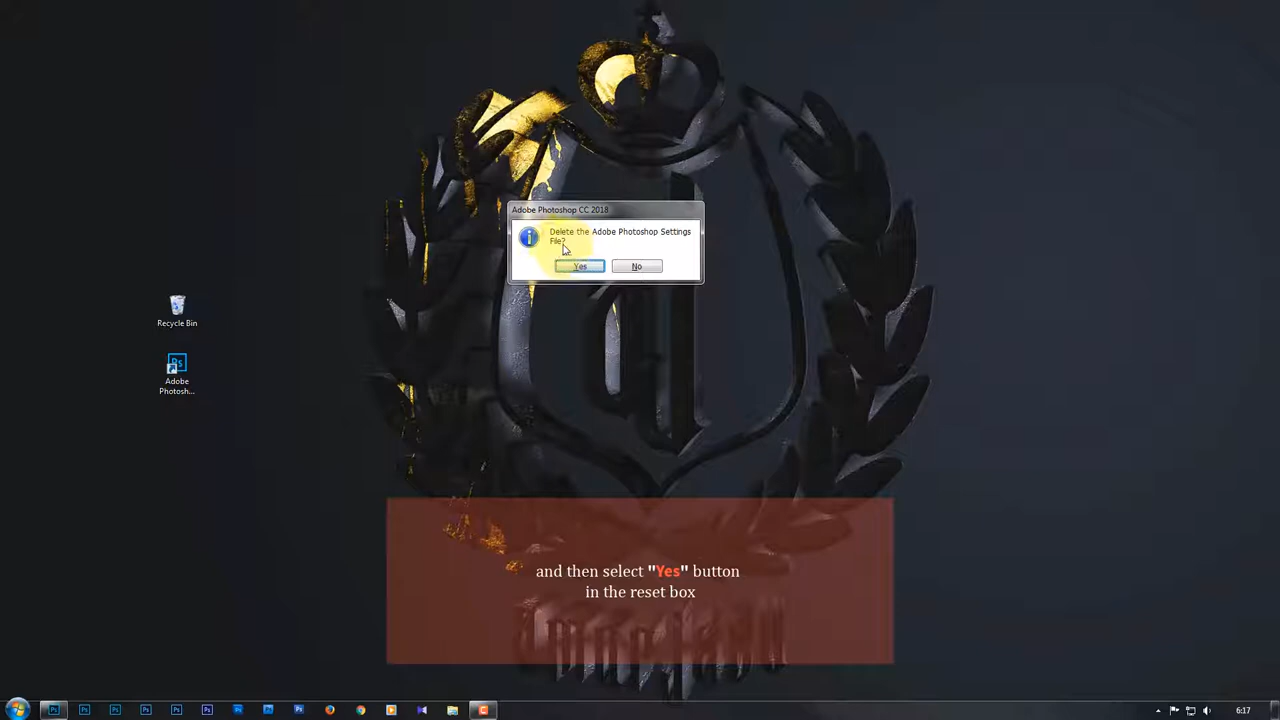 Adobe Photoshop CC 2018
Delete the Adobe Photoshop Settings
File?
Yes
No
Recycle Bin
Ps
Adobe
Photosh...
and then select "Yes" button
in the reset box
6:17